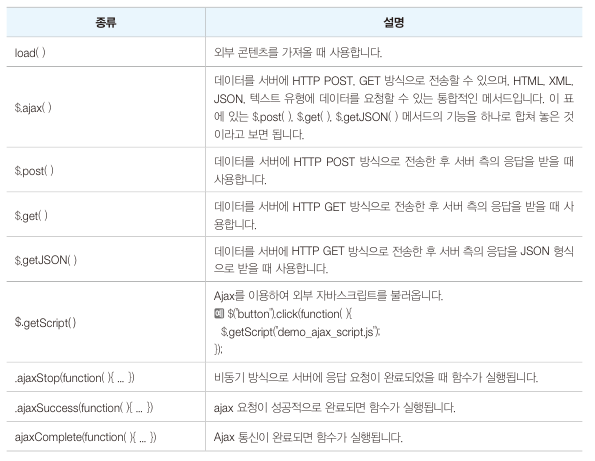 종류 설명
load( ) 외부 콘텐츠를 가져올 때 사용합니다.
$.ajax( ) 데이터를 서버에 HTTP POST, GET 방식으로 전송할 수 있으며, HTML, XML,
JSON, 텍스트 유형에 데이터를 요청할 수 있는 통합적인 메서드입니다. 이 표
에 있는 $.post( ), $.get( ), $.getJSON( ) 메서드의 기능을 하나로 합쳐 놓은 것
이라고 보면 됩니다.
$.post( ) 데이터를 서버에 HTTP POST 방식으로 전송한 후 서버 측의 응답을 받을 때
사용합니다.
$.get( ) 데이터를 서버에 HTTP GET 방식으로 전송한 후 서버 측의 응답을 받을 때 사
용합니다.
$.getJSON( ) 데이터를 서버에 HTTP GET 방식으로 전송한 후 서버 측의 응답을 JSON 형식
으로 받을 때 사용합니다.
$.getScript( ) Ajax를 이용하여 외부 자바스크립트를 불러옵니다.
예 $("button").click(function( ){
$.getScript("demo_ajax_script.js");
});
.ajaxStop(function( ){ ... }) 비동기 방식으로 서버에 응답 요청이 완료되었을 때 함수가 실행됩니다.
.ajaxSuccess(function( ){ ... }) ajax 요청이 성공적으로 완료되면 함수가 실행됩니다.
ajaxComplete(function( ){ ... }) Ajax 통신이 완료되면 함수가 실행됩니다.